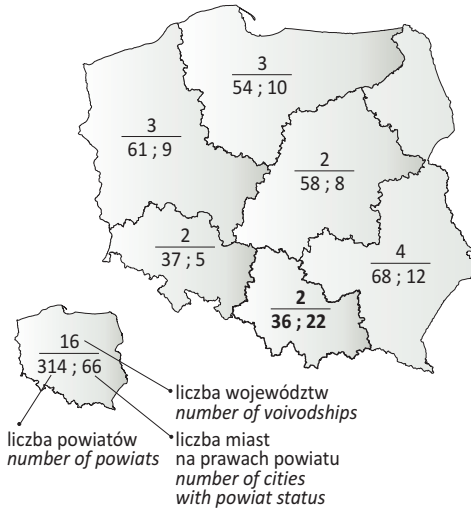 3
54 ; 10
3
61 ; 9
2
58 ; 8
2
37 ; 5
4
68 ; 12
2
36 ; 22
16
314 ; 66
liczba województw
number of voivodships
liczba powiatów
number of powiats
liczba miast
na prawach powiatu
number of cities
with powiat status